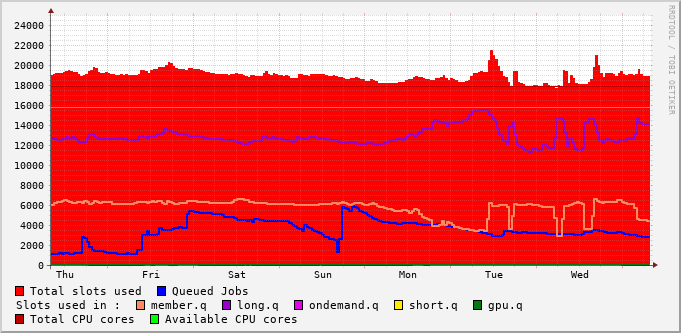 24000
22000
20000
18000
16000
14000
12000
10000
8000
6000
4000
2000
0
Thu Fri Sat Sun Mon Tue Wed
RRDTOOL / TOBI OETIKER
Total slots used Queued Jobs
Slots used in : member.q long.q ondemand.q short.q gpu.q
Total CPU cores Available CPU cores